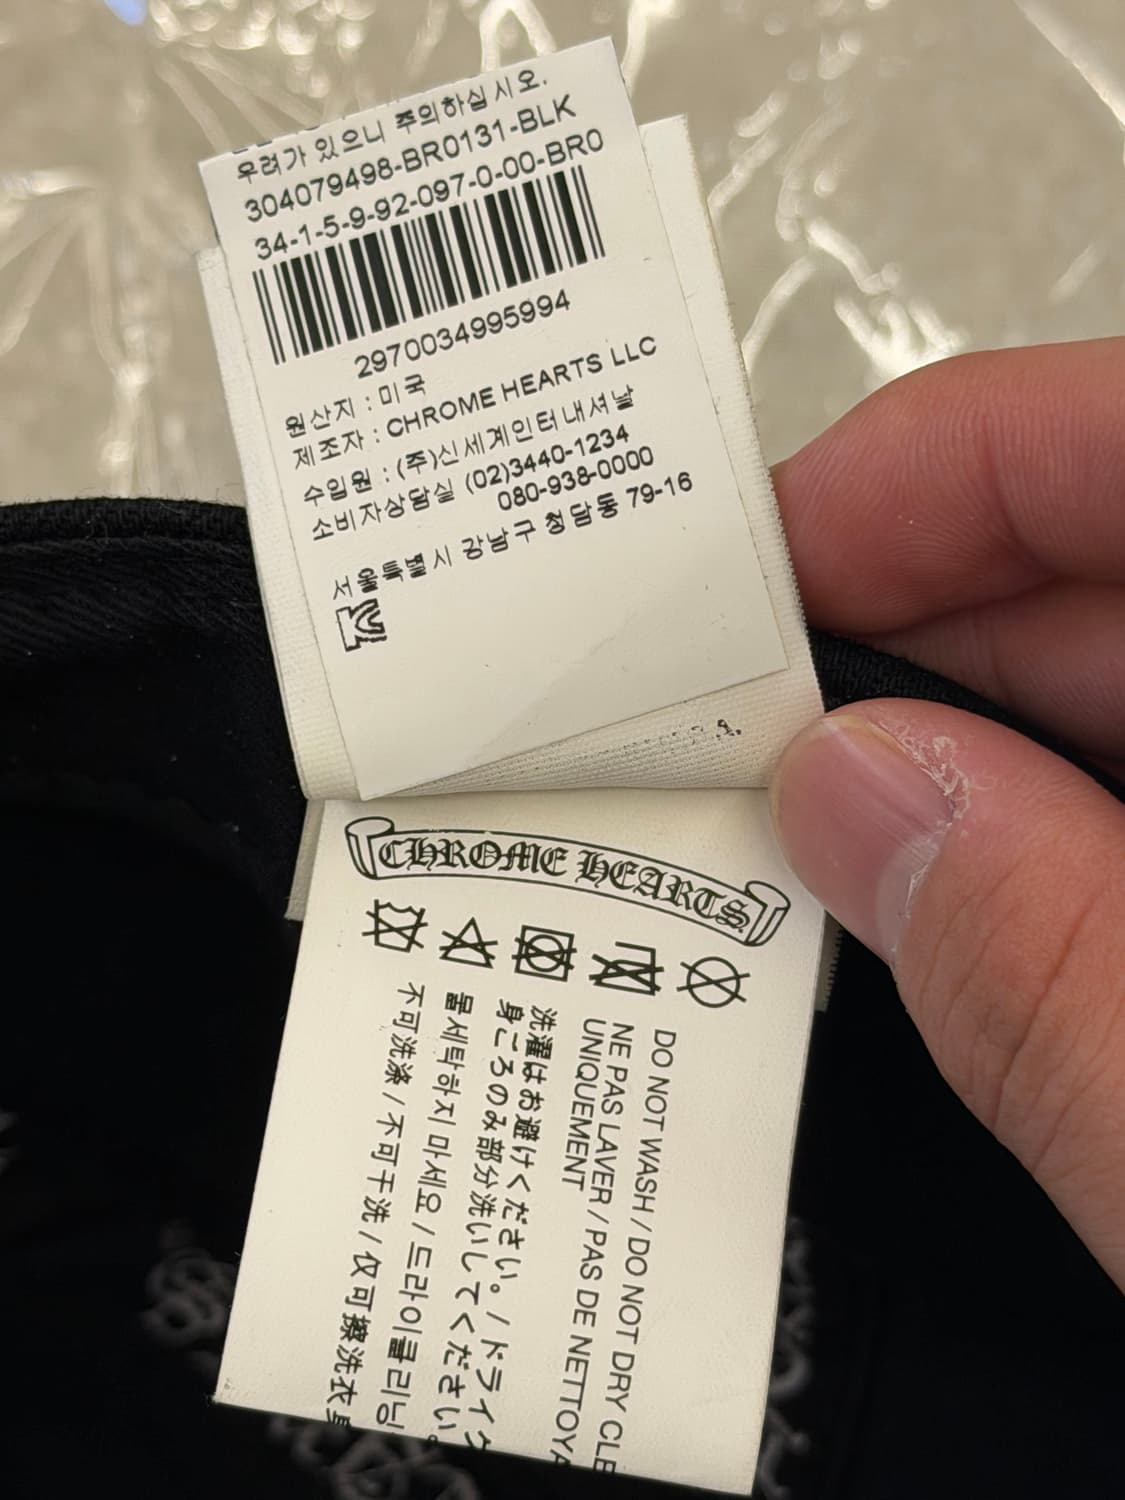 우려가 있으니 주의하십시오.
304079498-BR0131-BLK
34-1-5-9-92-097-0-00-BR0
2970034995994
원산지 : 미국
제조자 : CHROME HEARTS LLC
수입원 : (주)신세계인터내셔날
소비자상담실 (02)3440-1234
080-938-0000
서울특별시 강남구 청담동 79-16
CHROME HEARTS
DO NOT WASH / DO NOT DRY CLE
NE PAS LAVER / PAS DE NETTOYA
UNIQUEMENT
洗濯はお避けください。/ ドライク
身ごろのみ部分洗いしてください。
물세탁하지 마세요 / 드라이클리닝
不可洗涤 / 不可干洗 / 仅可擦洗衣身